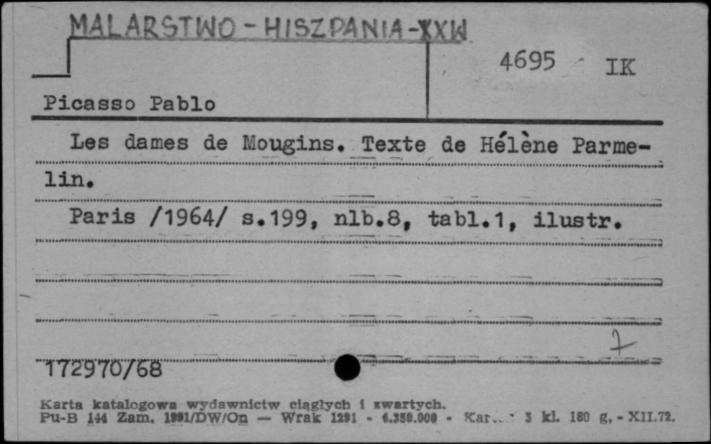 MALARSTWO - HISZPANIA - XXW
4695 IK
Picasso Pablo
Les dames de Mougins. Texte de Hélène Parme-
lin.
Paris /1964/ s.199, nlb.8, tabl.1, ilustr.
7
172970/68
Karta katalogowa wydawnictw ciągłych i zwartych.
Pu-B 144 Zam. 1991/DW/On — Wrak 1291 - 6.350.000 - 3 kl. 180 g. - XII.72.